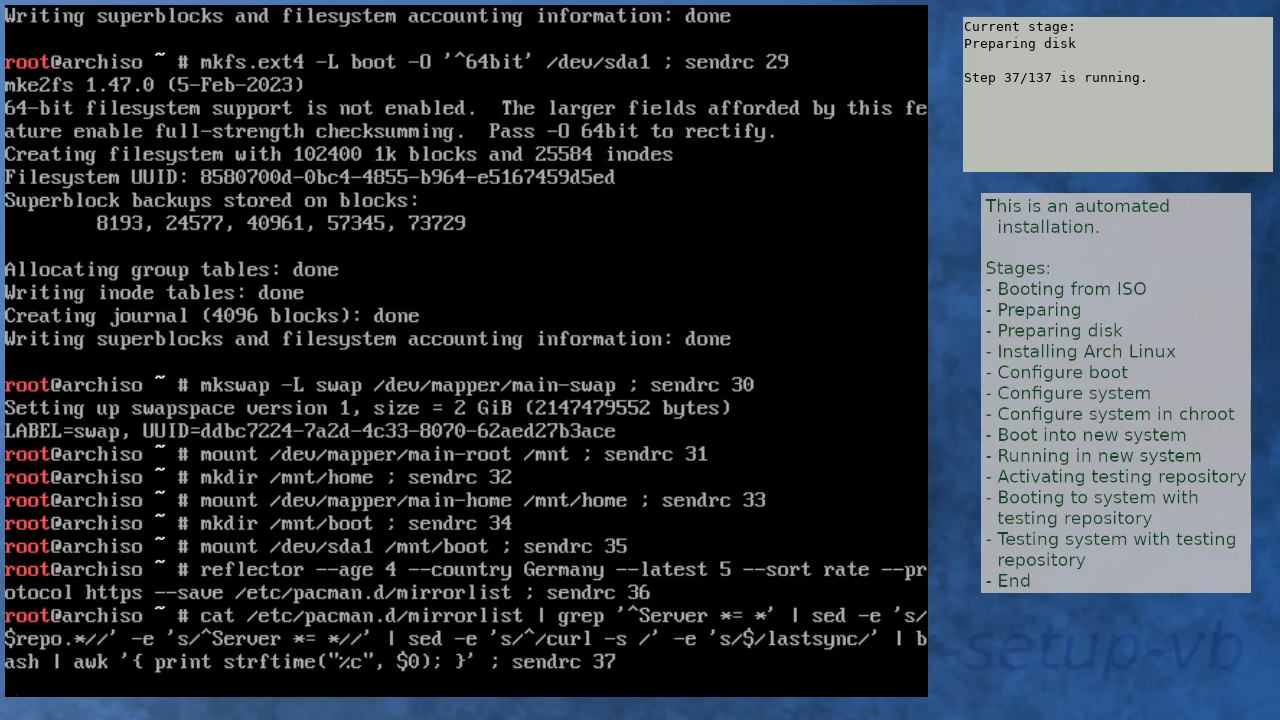 Writing superblocks and filesystem accounting information: done
root@archiso ~ # mkfs.ext4 -L boot -O '^64bit' /dev/sda1 ; sendrc 29
mke2fs 1.47.0 (5-Feb-2023)
64-bit filesystem support is not enabled.  The larger fields afforded by this fe
ature enable full-strength checksumming.  Pass -O 64bit to rectify.
Creating filesystem with 102400 1k blocks and 25584 inodes
Filesystem UUID: 8580700d-0bc4-4855-b964-e5167459d5ed
Superblock backups stored on blocks:
        8193, 24577, 40961, 57345, 73729
Allocating group tables: done
Writing inode tables: done
Creating journal (4096 blocks): done
Writing superblocks and filesystem accounting information: done
root@archiso ~ # mkswap -L swap /dev/mapper/main-swap ; sendrc 30
Setting up swapspace version 1, size = 2 GiB (2147479552 bytes)
LABEL=swap, UUID=ddbc7224-7a2d-4c33-8070-62aed27b3ace
root@archiso ~ # mount /dev/mapper/main-root /mnt ; sendrc 31
root@archiso ~ # mkdir /mnt/home ; sendrc 32
root@archiso ~ # mount /dev/mapper/main-home /mnt/home ; sendrc 33
root@archiso ~ # mkdir /mnt/boot ; sendrc 34
root@archiso ~ # mount /dev/sda1 /mnt/boot ; sendrc 35
root@archiso ~ # reflector --age 4 --country Germany --latest 5 --sort rate --pr
otocol https --save /etc/pacman.d/mirrorlist ; sendrc 36
root@archiso ~ # cat /etc/pacman.d/mirrorlist | grep '^Server *= *' | sed -e 's/
$repo.*//' -e 's/^Server *= *//' | sed -e 's/^/curl -s /' -e 's/$/lastsync/' | b
ash | awk '{ print strftime("%c", $0); }' ; sendrc 37
Current stage:
Preparing disk
Step 37/137 is running.
This is an automated
installation.
Stages:
- Booting from ISO
- Preparing
- Preparing disk
- Installing Arch Linux
- Configure boot
- Configure system
- Configure system in chroot
- Boot into new system
- Running in new system
- Activating testing repository
- Booting to system with
testing repository
- Testing system with testing
repository
- End
-setup-vb